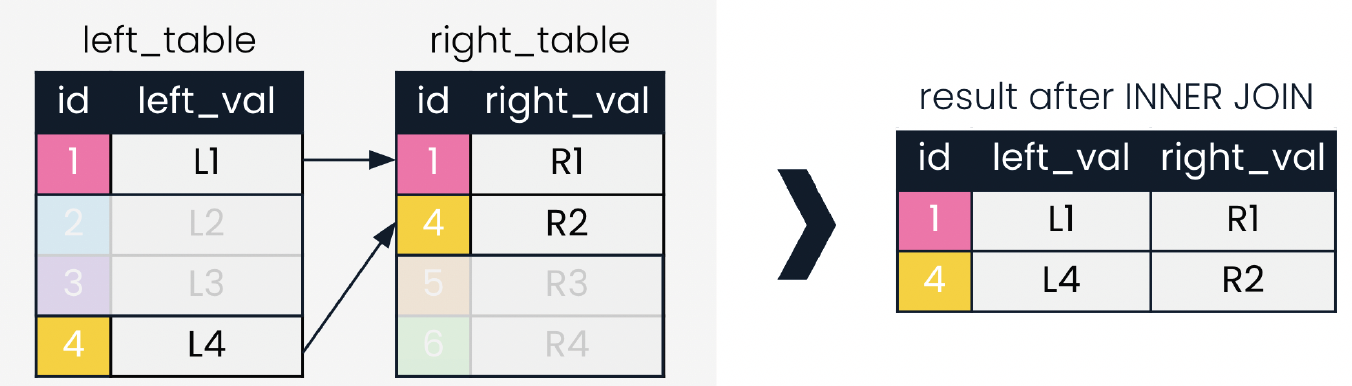 left_table
id left_val
1 L1
2 L2
3 L3
4 L4
right_table
id right_val
1 R1
4 R2
5 R3
6 R4
result after INNER JOIN
id left_val right_val
1 L1 R1
4 L4 R2